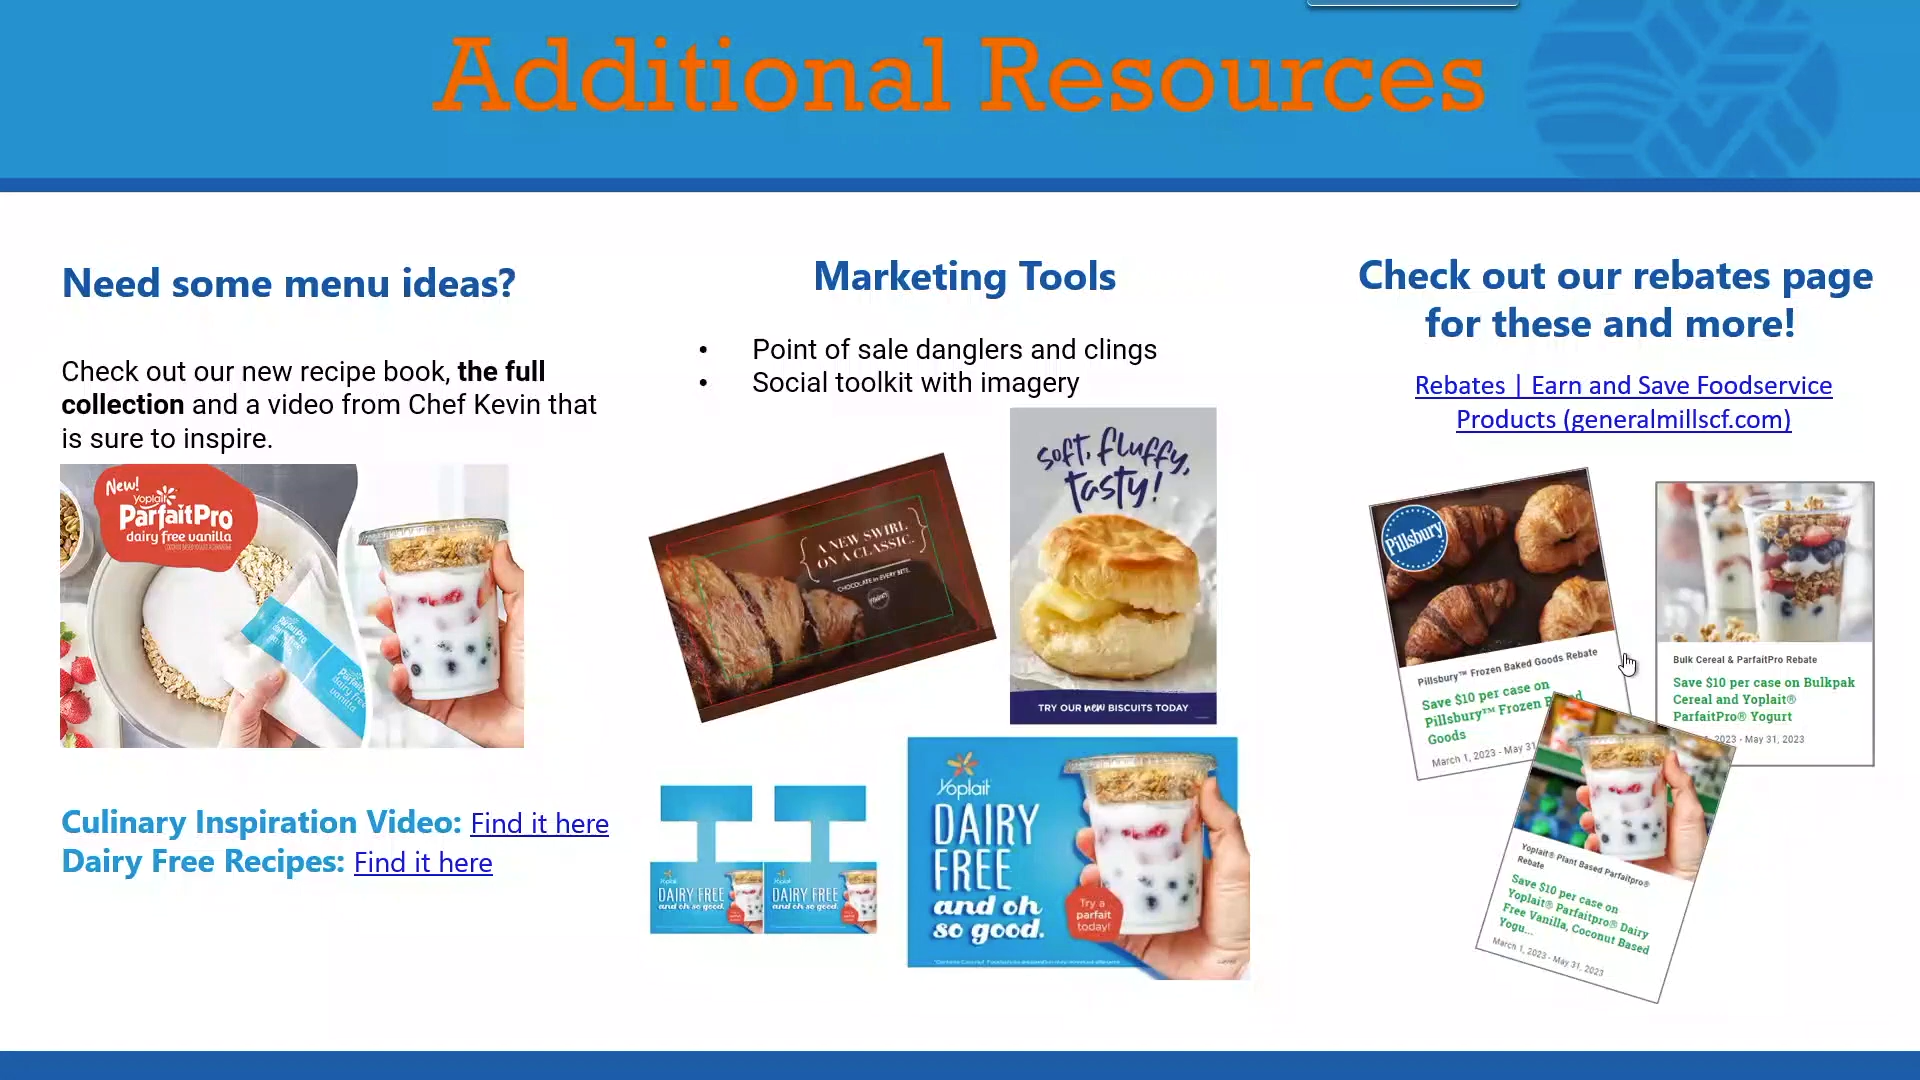 Additional Resources
Need some menu ideas?
Check out our new recipe book, the full
collection and a video from Chef Kevin that
is sure to inspire.
New!
Yoplait
ParfaitPro
dairy free vanilla
ParfaitPro
dairy free
vanilla
Culinary Inspiration Video: Find it here
Dairy Free Recipes: Find it here
Marketing Tools
• Point of sale danglers and clings
• Social toolkit with imagery
A NEW SWIRL
ON A CLASSIC.
CHOCOLATE in EVERY BITE.
soft, fluffy,
tasty!
TRY OUR new BISCUITS TODAY
Yoplait
DAIRY FREE
and oh so good.
Yoplait
DAIRY FREE
and oh so good.
Yoplait
DAIRY
FREE
and oh
so good.
Try a
parfait
today!
Check out our rebates page
for these and more!
Rebates | Earn and Save Foodservice
Products (generalmillscf.com)
Pillsbury
Pillsbury™ Frozen Baked Goods Rebate
Save $10 per case on
Pillsbury™ Frozen
Goods
March 1, 2023 - May 31
Bulk Cereal & ParfaitPro Rebate
Save $10 per case on Bulkpak
Cereal and Yoplait®
ParfaitPro® Yogurt
2023 - May 31, 2023
Yoplait® Plant Based Parfaitpro®
Rebate
Save $10 per case on
Yoplait® Parfaitpro® Dairy
Free Vanilla, Coconut Based
Yogu...
March 1, 2023 - May 31, 2023